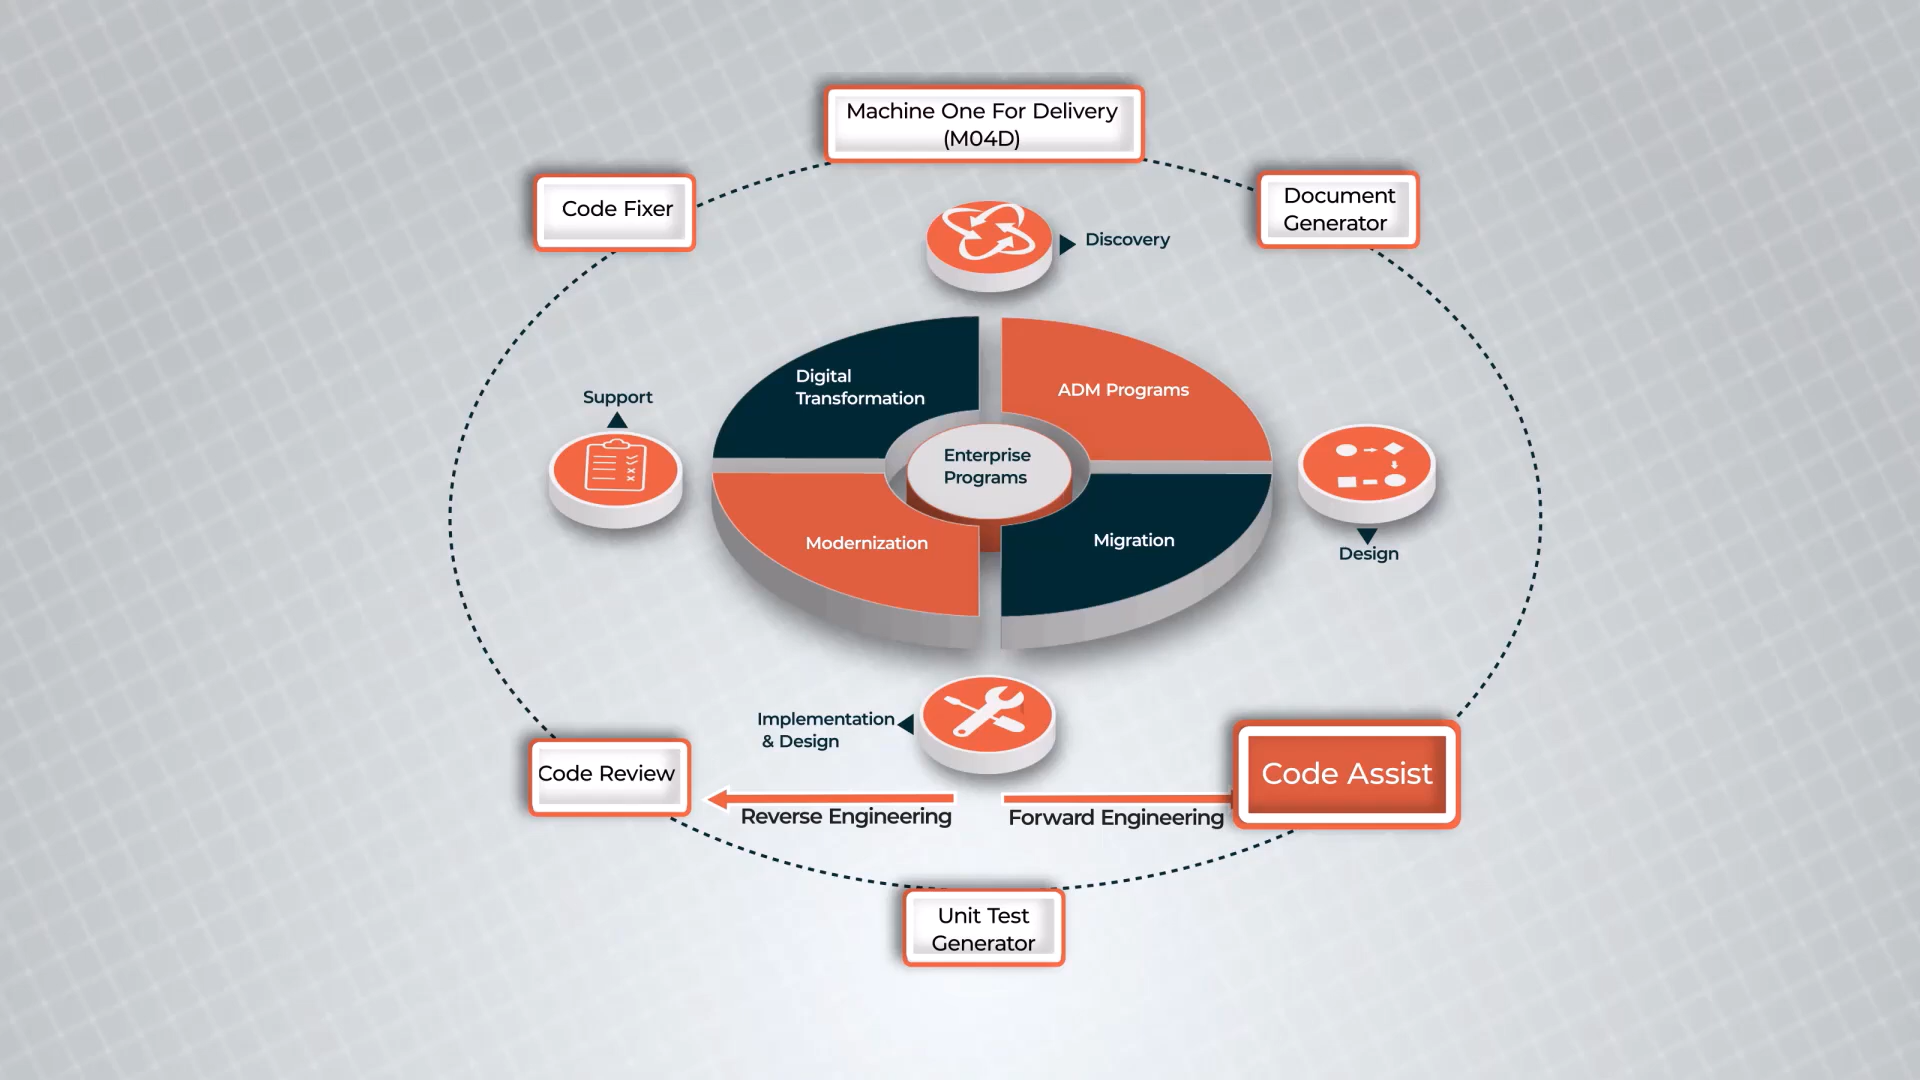 Machine One For Delivery
(M04D)
Code Fixer
Document
Generator
Discovery
Digital
Transformation
ADM Programs
Support
Enterprise
Programs
Modernization
Migration
Design
Implementation
& Design
Code Review
Code Assist
Reverse Engineering
Forward Engineering
Unit Test
Generator